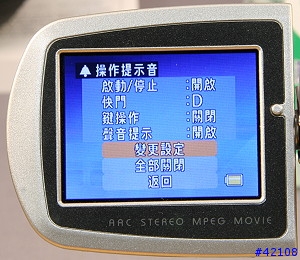 操作提示音
啟動/停止 :開啟
快門 :D
鍵操作 :關閉
聲音提示 :開啟
變更設定
全部關閉
返回
AAC STEREO MPEG MOVIE
#42108